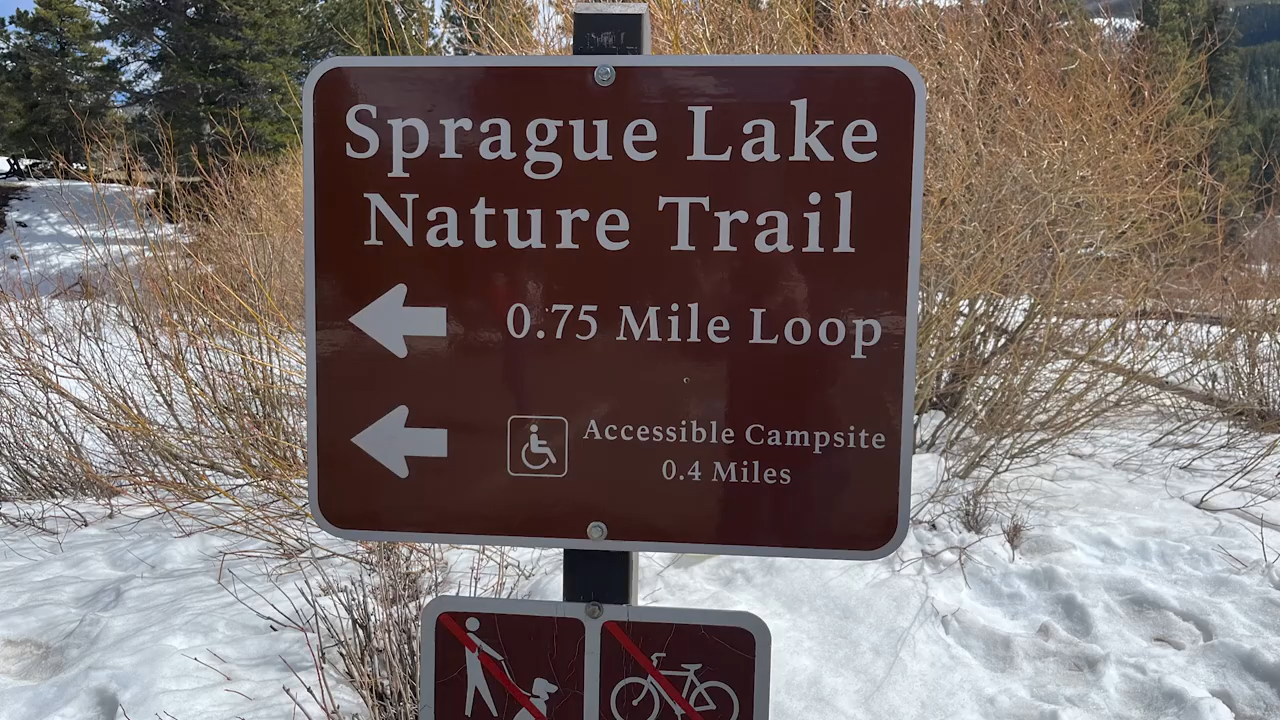 Sprague Lake
Nature Trail
0.75 Mile Loop
Accessible Campsite
0.4 Miles